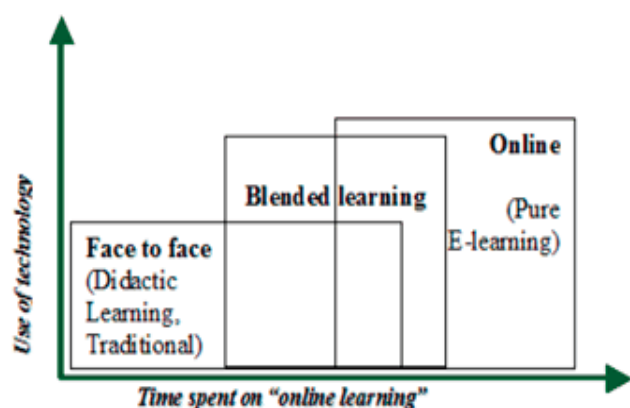 Use of technology
Online
Blended learning
(Pure
E-learning)
Face to face
(Didactic
Learning,
Traditional)
Time spent on “online learning”